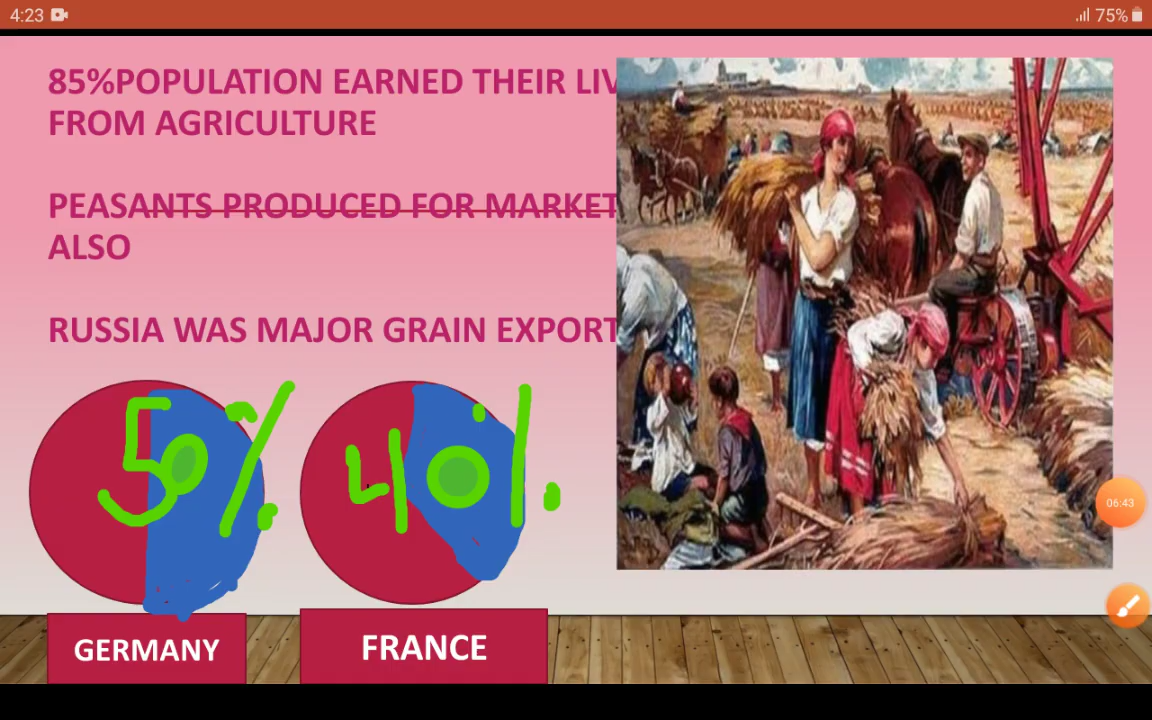 4:23 75%
85%POPULATION EARNED THEIR LIV
FROM AGRICULTURE
PEASANTS PRODUCED FOR MARKET
ALSO
RUSSIA WAS MAJOR GRAIN EXPORT
50% 40%
06:43
GERMANY FRANCE